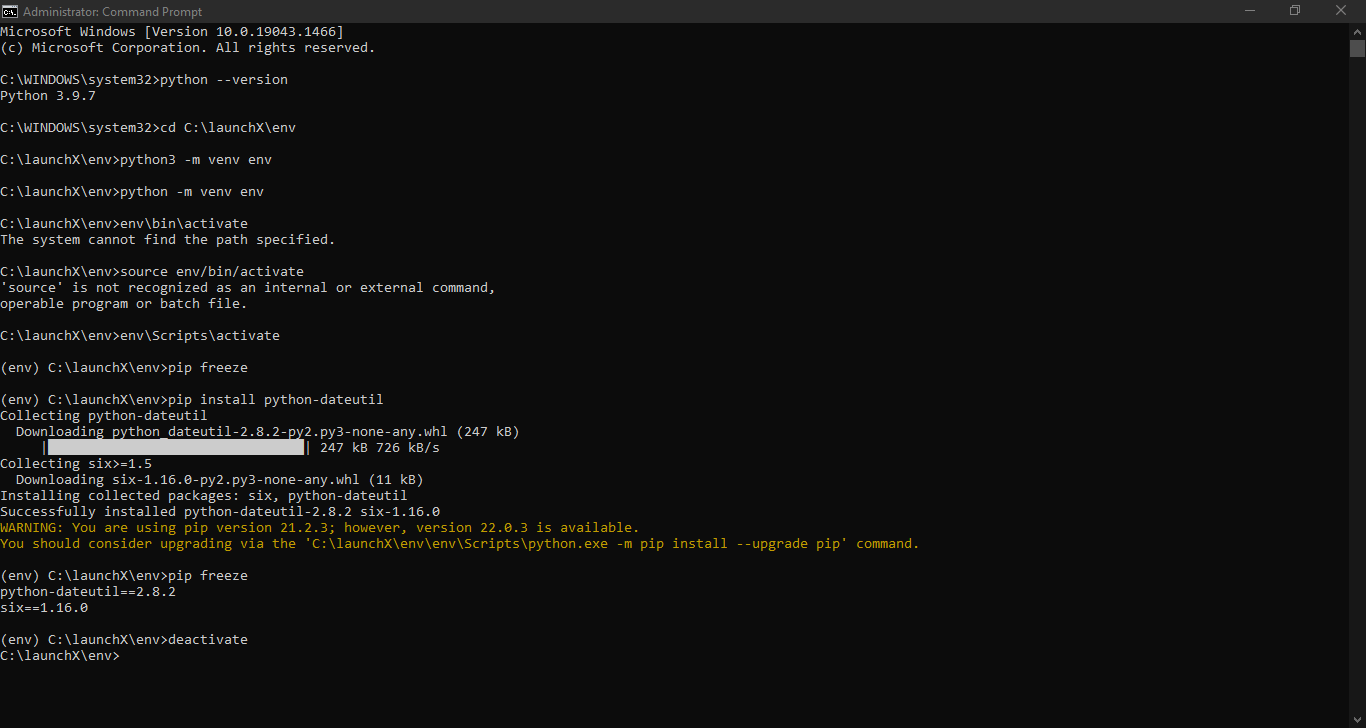 Administrator: Command Prompt
Microsoft Windows [Version 10.0.19043.1466]
(c) Microsoft Corporation. All rights reserved.
C:\WINDOWS\system32>python --version
Python 3.9.7
C:\WINDOWS\system32>cd C:\launchX\env
C:\launchX\env>python3 -m venv env
C:\launchX\env>python -m venv env
C:\launchX\env>env\bin\activate
The system cannot find the path specified.
C:\launchX\env>source env/bin/activate
'source' is not recognized as an internal or external command,
operable program or batch file.
C:\launchX\env>env\Scripts\activate
(env) C:\launchX\env>pip freeze
(env) C:\launchX\env>pip install python-dateutil
Collecting python-dateutil
Downloading python_dateutil-2.8.2-py2.py3-none-any.whl (247 kB)
| | 247 kB 726 kB/s
Collecting six>=1.5
Downloading six-1.16.0-py2.py3-none-any.whl (11 kB)
Installing collected packages: six, python-dateutil
Successfully installed python-dateutil-2.8.2 six-1.16.0
WARNING: You are using pip version 21.2.3; however, version 22.0.3 is available.
You should consider upgrading via the 'C:\launchX\env\env\Scripts\python.exe -m pip install --upgrade pip' command.
(env) C:\launchX\env>pip freeze
python-dateutil==2.8.2
six==1.16.0
(env) C:\launchX\env>deactivate
C:\launchX\env>